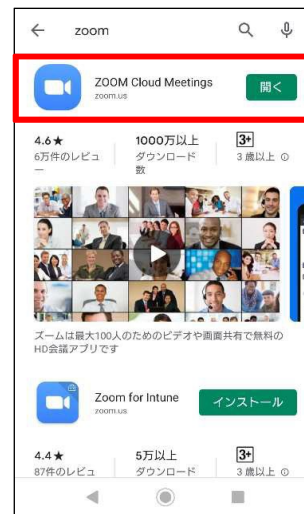 zoom
ZOOM Cloud Meetings
zoom.us
開く
4.6★
1000万以上
3+
6万件のレビュ
ー
ダウンロード
数
3 歳以上
ズームは最大100人のためのビデオや画面共有で無料の
HD会議アプリです
Zoom for Intune
zoom.us
インストール
4.4★
5万以上
3+
87件のレビュ
ダウンロード
3 歳以上